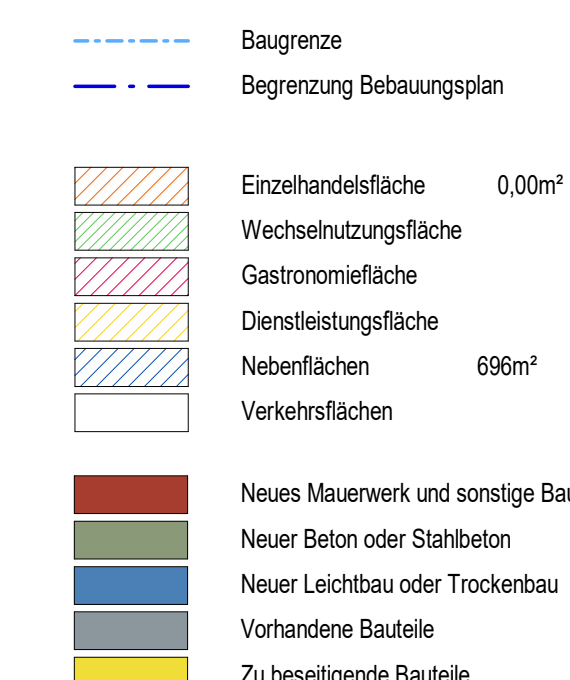 Baugrenze
Begrenzung Bebauungsplan
Einzelhandelsfläche 0,00m²
Wechselnutzungsfläche
Gastronomiefläche
Dienstleistungsfläche
Nebenflächen 696m²
Verkehrsflächen
Neues Mauerwerk und sonstige
Neuer Beton oder Stahlbeton
Neuer Leichtbau oder Trockenbau
Vorhandene Bauteile
Zu beseitigende Bauteile